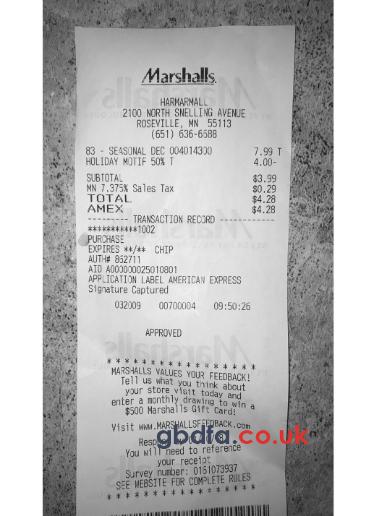 Marshalls.
HARMARMALL
2100 NORTH SNELLING AVENUE
ROSEVILLE, MN 55113
(651) 636-6688
83 - SEASONAL DEC 004014300 7.99 T
HOLIDAY MOTIF 50% T 4.00-
SUBTOTAL $3.99
MN 7.375% Sales Tax $0.29
TOTAL $4.28
AMEX $4.28
---------- TRANSACTION RECORD -----------
***********1002
PURCHASE
EXPIRES **/** CHIP
AUTH# 862711
AID A000000025010801
APPLICATION LABEL AMERICAN EXPRESS
Signature Captured
032009 00700004 09:50:26
APPROVED
* * * * * * * * * * * * * * * *
MARSHALLS VALUES YOUR FEEDBACK!
Tell us what you think about
your store visit today and
enter a monthly drawing to win a
$500 Marshalls Gift Card!
Visit www.MARSHALLSFEEDBACK.com
gbdfa.co.uk
You will need to reference
your receipt
Survey number: 0161073937
SEE WEBSITE FOR COMPLETE RULES
* * * * * * * * * * * * * * * *